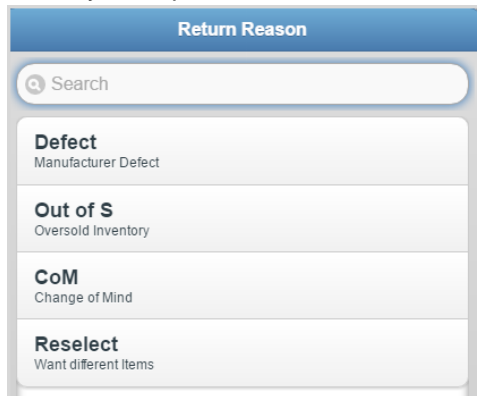 Return Reason
Search
Defect
Manufacturer Defect
Out of S
Oversold Inventory
CoM
Change of Mind
Reselect
Want different Items